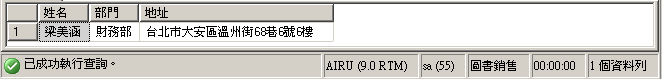 姓名 部門 地址
1 梁美涵 財務部 台北市大安區溫州街68巷6號6樓
已成功執行查詢。 AIRU (9.0 RTM) sa (55) 圖書銷售 00:00:00 1 個資料列